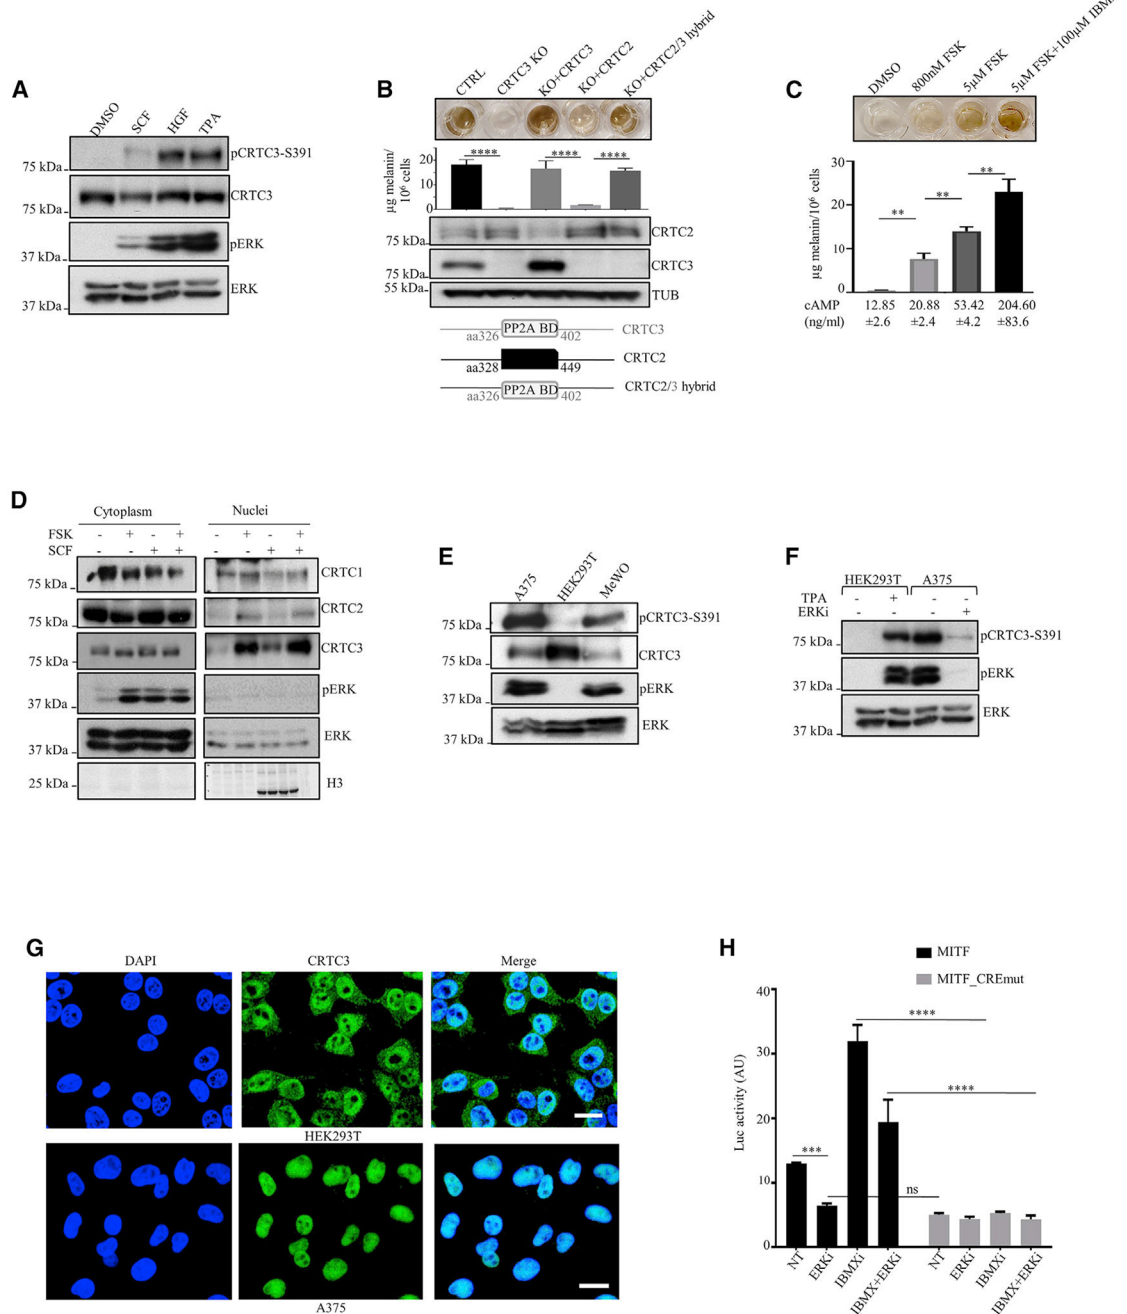 A
DMSO
SCF
HGF
TPA
pCRTC3-S391
75 kDa
CRTC3
75 kDa
pERK
37 kDa
ERK
37 kDa
B
CTRL
CRTC3 KO
KO+CRTC3
KO+CRTC2
KO+CRTC2/3 hybrid
µg melanin/
10⁶ cells
20
10
0
****
****
****
CRTC2
75 kDa
CRTC3
75 kDa
55 kDa
TUB
PP2A BD
CRTC3
aa326
402
CRTC2
aa328
449
PP2A BD
CRTC2/3 hybrid
aa326
402
C
DMSO
800nM FSK
5µM FSK
5µM FSK+100µM IBM
µg melanin/10⁶ cells
30
20
10
0
**
**
**
cAMP 12.85 20.88 53.42 204.60
(ng/ml) ±2.6 ±2.4 ±4.2 ±83.6
D
Cytoplasm Nuclei
FSK - + - + - + - +
SCF - - + + - - + +
CRTC1
75 kDa
CRTC2
75 kDa
CRTC3
75 kDa
pERK
37 kDa
ERK
37 kDa
25 kDa
H3
E
A375
HEK293T
MeWO
pCRTC3-S391
75 kDa
CRTC3
75 kDa
pERK
37 kDa
ERK
37 kDa
F
HEK293T A375
TPA - + - -
ERKi - - - +
pCRTC3-S391
75 kDa
pERK
37 kDa
ERK
37 kDa
G
DAPI CRTC3 Merge
HEK293T
A375
H
MITF
MITF_CREmut
Luc activity (AU)
40
30
20
10
0
***
****
****
ns
NT
ERKi
IBMXi
IBMX+ERKi
NT
ERKi
IBMXi
IBMX+ERKi